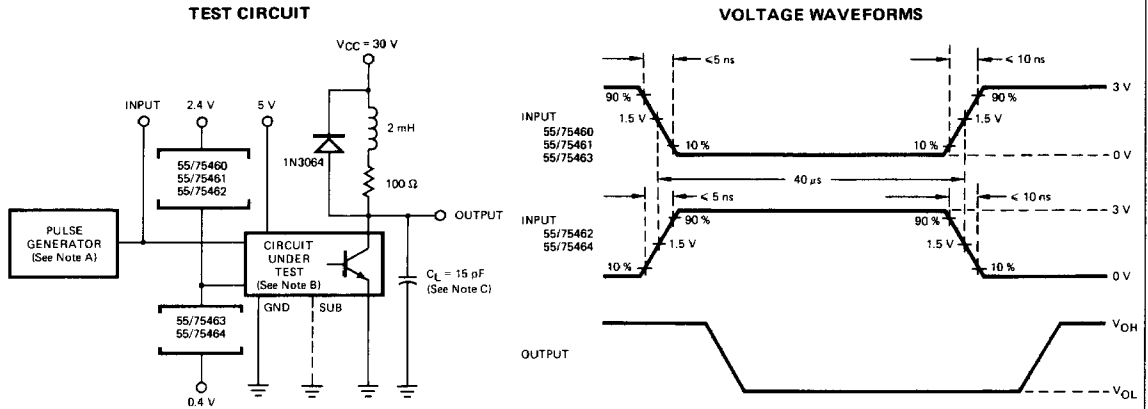 TEST CIRCUIT
VCC = 30 V
INPUT
2.4 V
5 V
2 mH
1N3064
100 Ω
55/75460
55/75461
55/75462
OUTPUT
PULSE
GENERATOR
(See Note A)
CIRCUIT
UNDER
TEST
(See Note B)
CL = 15 pF
(See Note C)
GND
SUB
55/75463
55/75464
0.4 V
VOLTAGE WAVEFORMS
≤5 ns
≤ 10 ns
90 %
90 %
3 V
INPUT
55/75460
55/75461
55/75463
1.5 V
1.5 V
10 %
10 %
0 V
40 μs
≤ 5 ns
≤ 10 ns
3 V
90 %
90 %
INPUT
55/75462
55/75464
1.5 V
1.5 V
10 %
10 %
0 V
VOH
OUTPUT
VOL